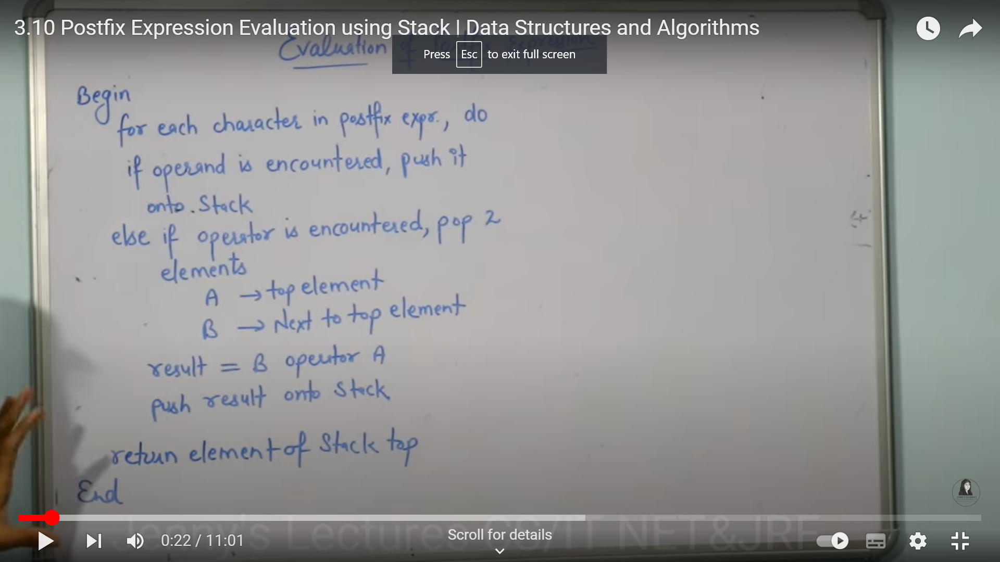 3.10 Postfix Expression Evaluation using Stack | Data Structures and Algorithms
Evaluation of Postfix Expression
Press Esc to exit full screen
Begin
for each character in postfix expr., do
if operand is encountered, push it
onto Stack
else if operator is encountered, pop 2
elements
A → top element
B → Next to top element
result = B operator A
push result onto Stack
return element of Stack top
End
Jenny's Lectures CS/IT NET&JRF
0:22 / 11:01
Scroll for details